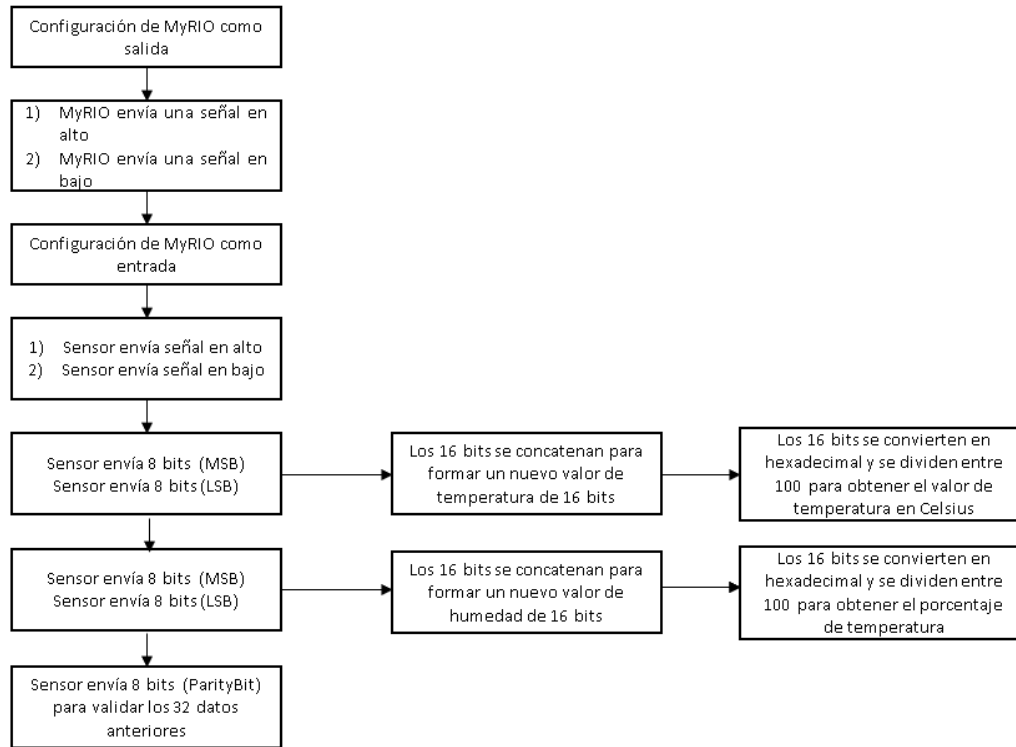 Configuración de MyRIO como
salida
1) MyRIO envía una señal en
alto
2) MyRIO envía una señal en
bajo
Configuración de MyRIO como
entrada
1) Sensor envía señal en alto
2) Sensor envía señal en bajo
Sensor envía 8 bits (MSB)
Sensor envía 8 bits (LSB)
Los 16 bits se concatenan para
formar un nuevo valor de
temperatura de 16 bits
Los 16 bits se convierten en
hexadecimal y se dividen entre
100 para obtener el valor de
temperatura en Celsius
Sensor envía 8 bits (MSB)
Sensor envía 8 bits (LSB)
Los 16 bits se concatenan para
formar un nuevo valor de
humedad de 16 bits
Los 16 bits se convierten en
hexadecimal y se dividen entre
100 para obtener el porcentaje
de temperatura
Sensor envía 8 bits (ParityBit)
para validar los 32 datos
anteriores